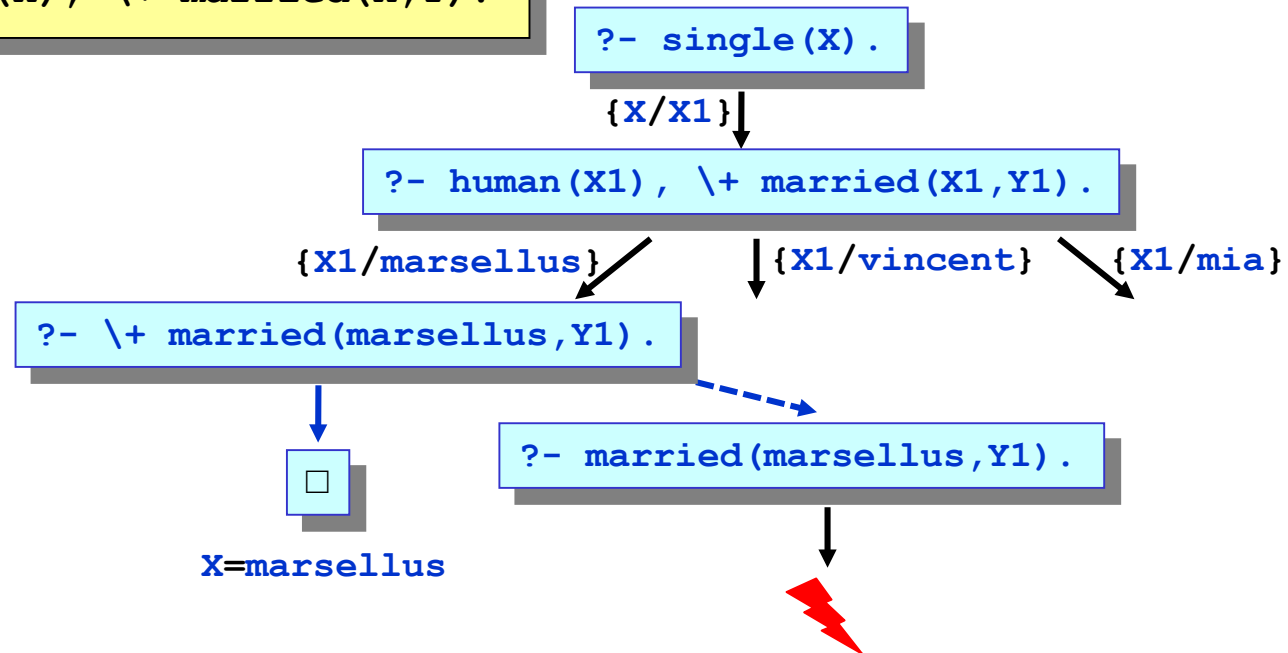 \+ married(X,Y).
?- single(X).
{X/X1}
?- human(X1), \+ married(X1,Y1).
{X1/marsellus}
{X1/vincent}
{X1/mia}
?- \+ married(marsellus,Y1).
?- married(marsellus,Y1).
□
X=marsellus